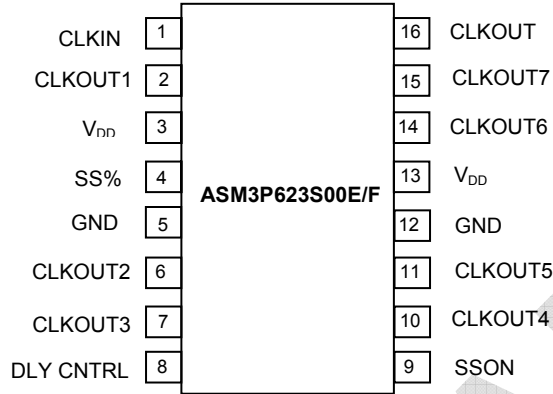 CLKIN 1 16 CLKOUT
CLKOUT1 2 15 CLKOUT7
VDD 3 14 CLKOUT6
SS% 4 13 VDD
ASM3P623S00E/F
GND 5 12 GND
CLKOUT2 6 11 CLKOUT5
CLKOUT3 7 10 CLKOUT4
DLY CNTRL 8 9 SSON